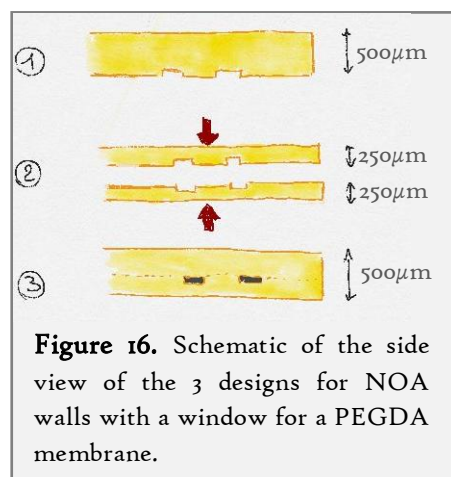 1
500μm
2
250μm
250μm
3
500μm
Figure 16. Schematic of the side
view of the 3 designs for NOA
walls with a window for a PEGDA
membrane.